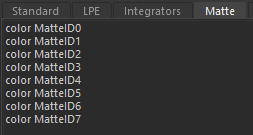 Standard LPE Integrators Matte
color MatteID0
color MatteID1
color MatteID2
color MatteID3
color MatteID4
color MatteID5
color MatteID6
color MatteID7